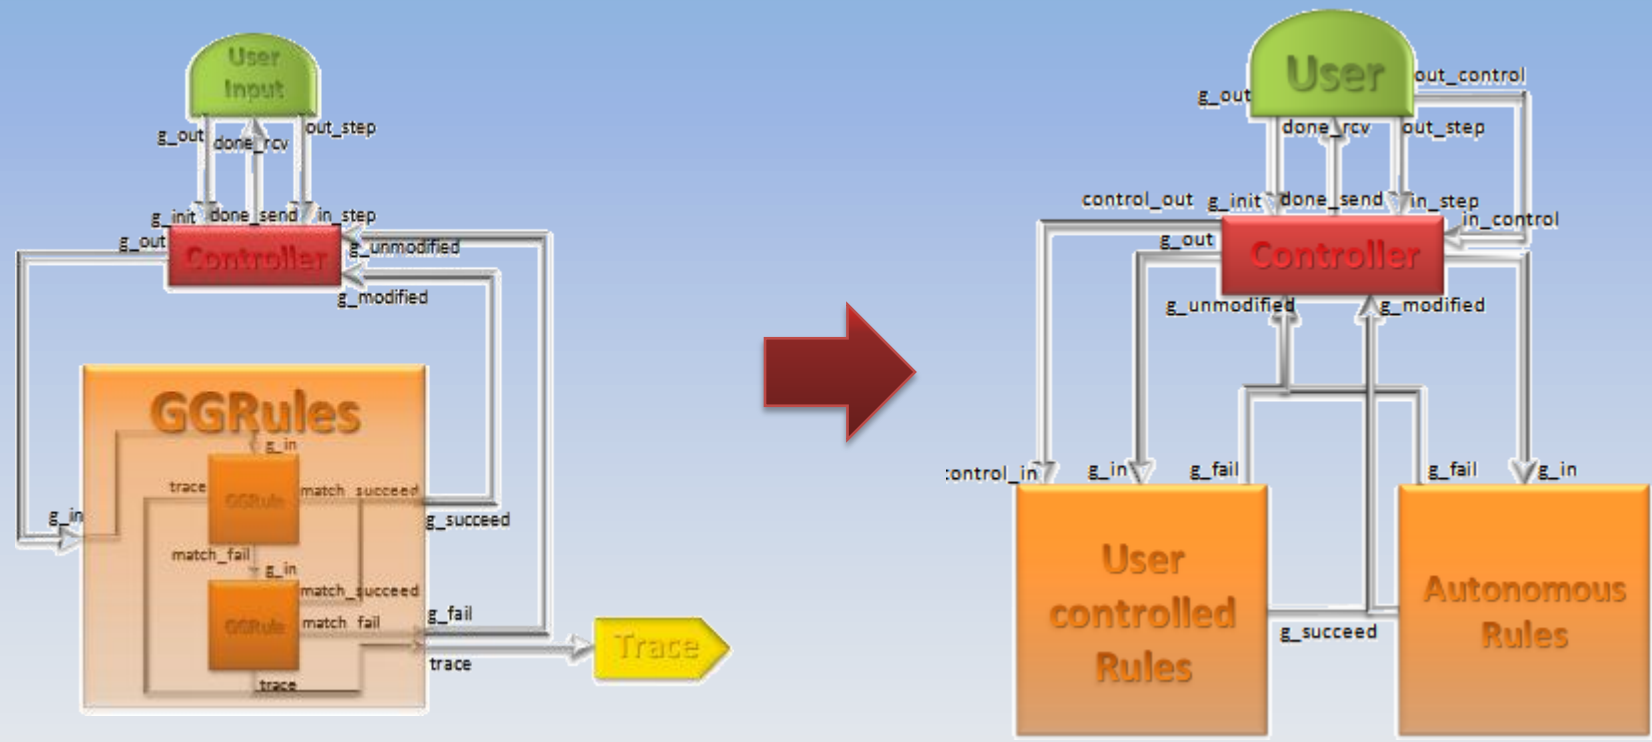 User
Input
g_out
out_step
done_rcv
g_init
done_send
in_step
g_out
Controller
g_unmodified
g_modified
GGRules
g_in
trace
GGRule
match_succeed
g_in
g_succeed
match_fail
g_in
match_succeed
GGRule
match_fail
g_fail
trace
trace
Trace
User
out_control
g_out
done_rcv
out_step
control_out
g_init
done_send
in_step
in_control
g_out
Controller
g_unmodified
g_modified
control_in
g_in
g_fail
g_fail
g_in
User
controlled
Rules
g_succeed
Autonomous
Rules